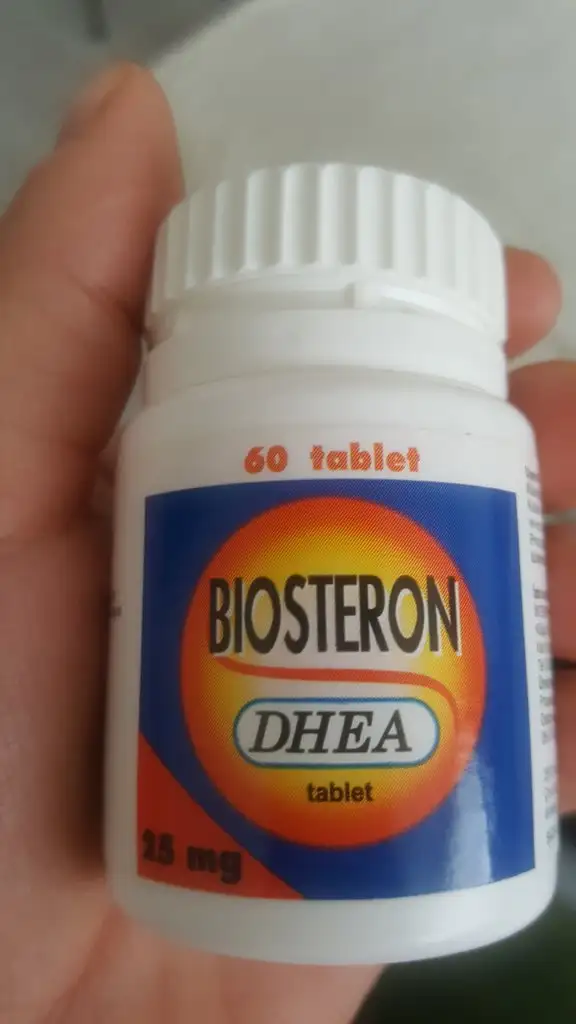 60 tablet
BIOSTERON
DHEA
tablet
25 mg